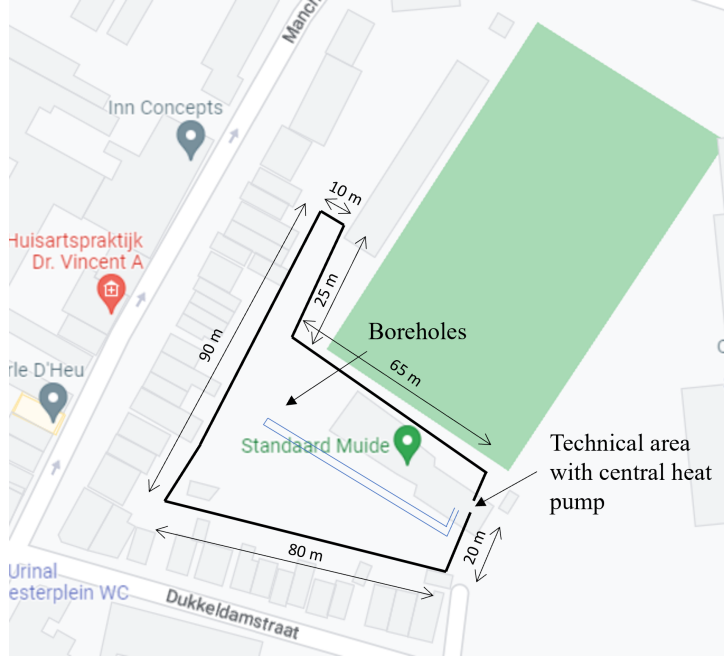 Manch
Inn Concepts
10 m
Huisartspraktijk
Dr. Vincent A
25 m
90 m
Boreholes
rle D'Heu
65 m
Standaard Muide
Technical area
with central heat
pump
80 m
20 m
Urinal
esterplein WC
Dukkeldamstraat